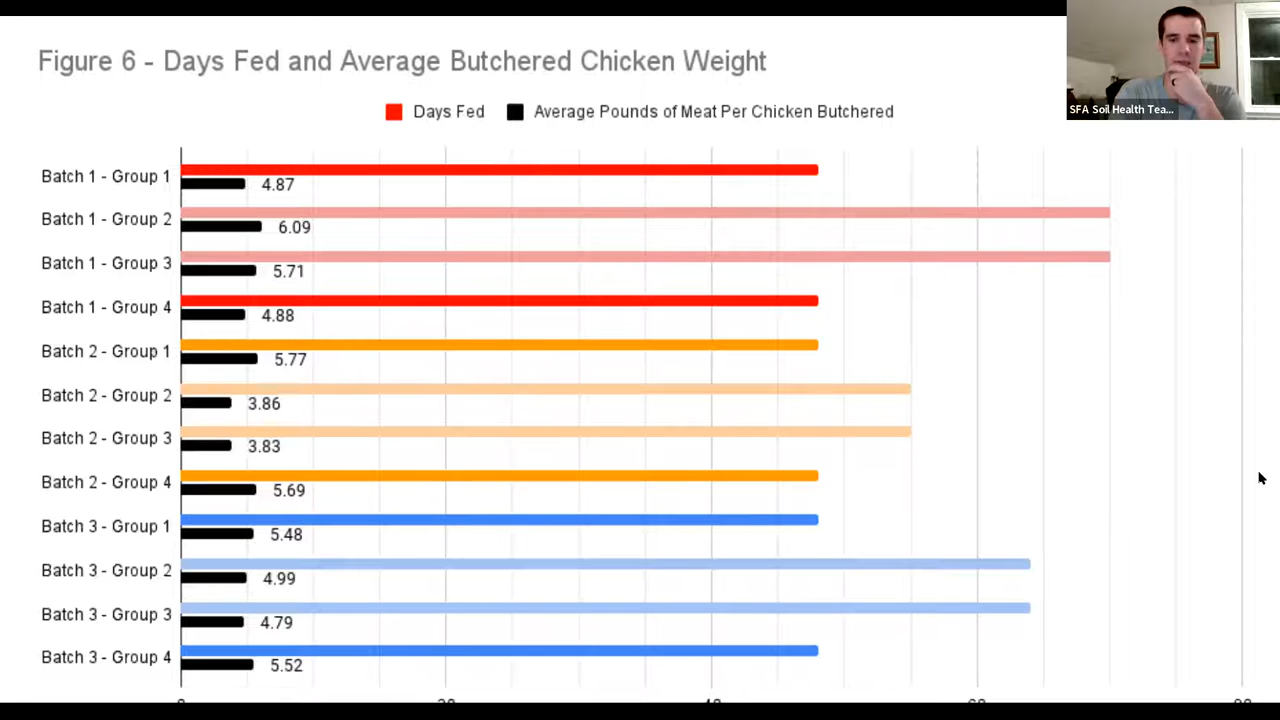 Figure 6 - Days Fed and Average Butchered Chicken Weight
SFA Soil Health Tea...
Days Fed Average Pounds of Meat Per Chicken Butchered
Batch 1 - Group 1 4.87
Batch 1 - Group 2 6.09
Batch 1 - Group 3 5.71
Batch 1 - Group 4 4.88
Batch 2 - Group 1 5.77
Batch 2 - Group 2 3.86
Batch 2 - Group 3 3.83
Batch 2 - Group 4 5.69
Batch 3 - Group 1 5.48
Batch 3 - Group 2 4.99
Batch 3 - Group 3 4.79
Batch 3 - Group 4 5.52